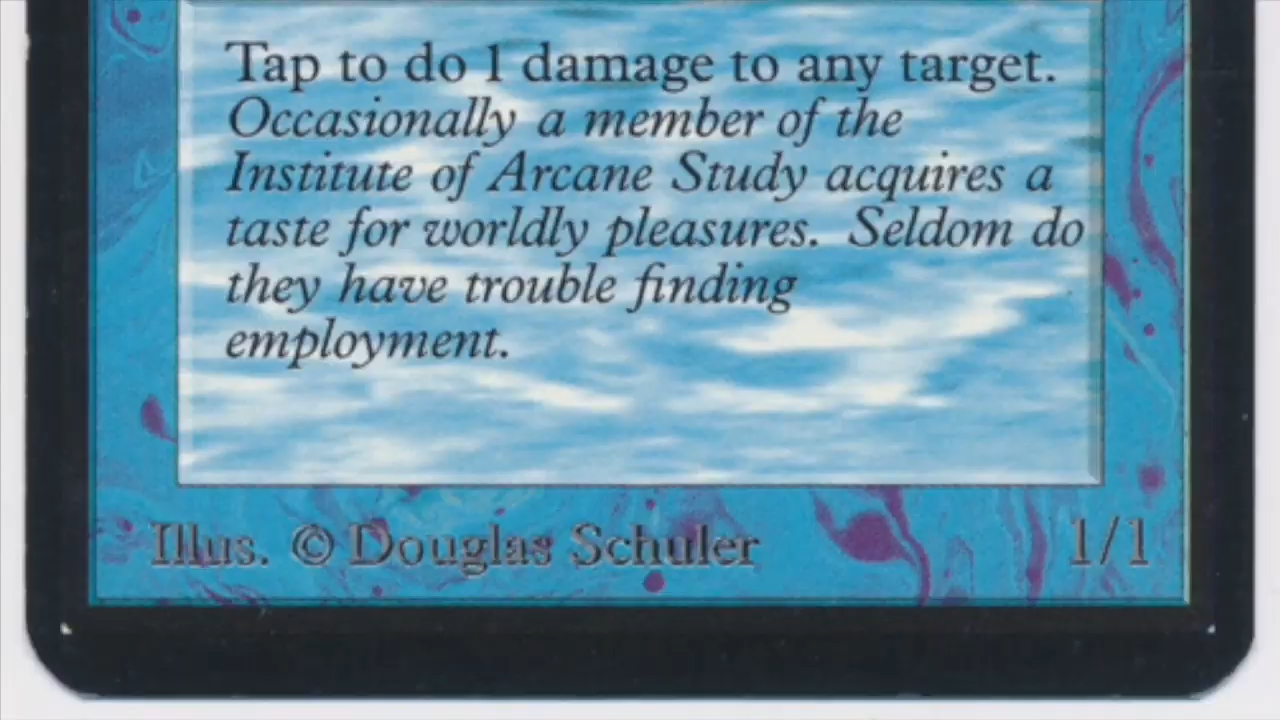 Tap to do 1 damage to any target.
Occasionally a member of the
Institute of Arcane Study acquires a
taste for worldly pleasures. Seldom do
they have trouble finding
employment.
Illus. © Douglas Schuler
1/1